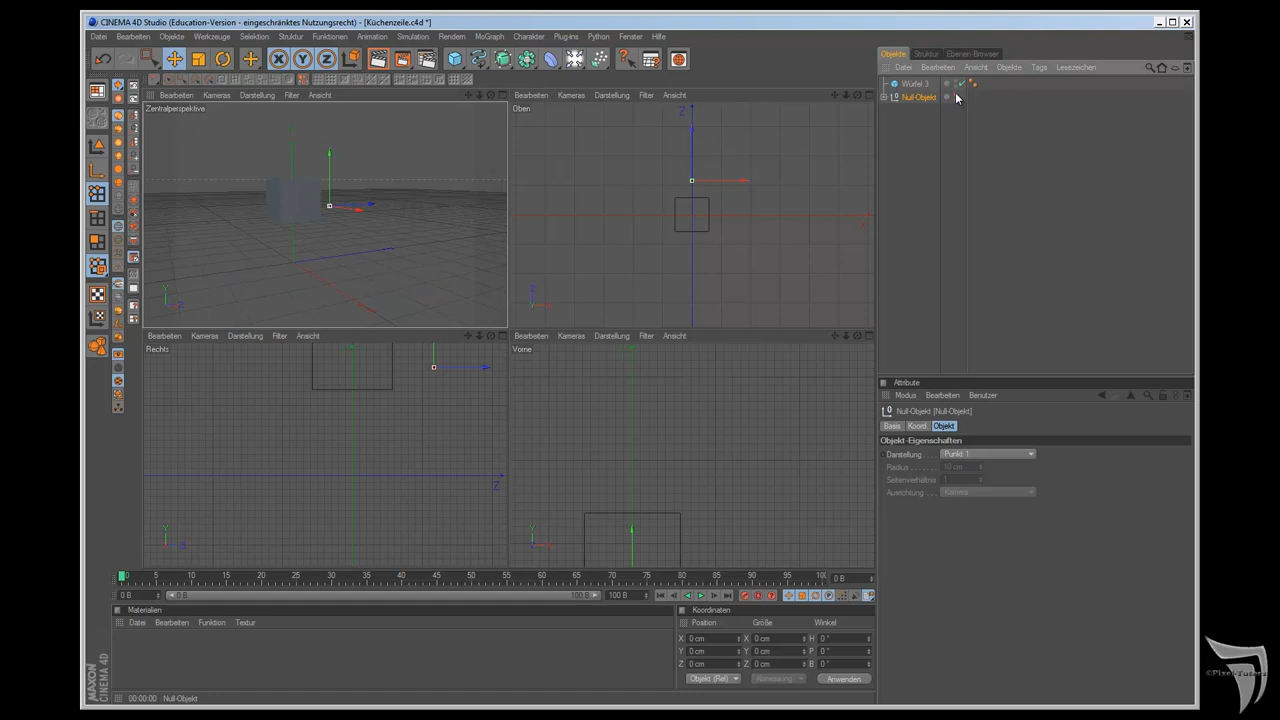 CINEMA 4D Studio (Education-Version - eingeschränktes Nutzungsrecht) - [Küchenzeile.c4d *]
Datei Bearbeiten Objekte Werkzeuge Selektion Struktur Funktionen Animation Simulation Rendern MoGraph Charakter Plug-ins Python Fenster Hilfe
Objekte Struktur Ebenen-Browser
Datei Bearbeiten Ansicht Objekte Tags Lesezeichen
Würfel.3
Null-Objekt
Bearbeiten Kameras Darstellung Filter Ansicht
Zentralperspektive
Y
Bearbeiten Kameras Darstellung Filter Ansicht
Oben
Z
X
Z
Bearbeiten Kameras Darstellung Filter Ansicht
Rechts
Z
Y
Bearbeiten Kameras Darstellung Filter Ansicht
Vorne
Y
Attribute
Modus Bearbeiten Benutzer
Null-Objekt [Null-Objekt]
Basis Koord. Objekt
Objekt-Eigenschaften
Darstellung . . . . Punkt 1
Radius . . . . . . . 10 cm
Seitenverhältnis 1
Ausrichtung . . . Kamera
0 5 10 15 20 25 30 35 40 45 50 55 60 65 70 75 80 85 90 95 100 0 B
0 B 0 B 100 B 100 B
Materialien
Datei Bearbeiten Funktion Textur
Koordinaten
Position Größe Winkel
X 0 cm X 0 cm H 0 °
Y 0 cm Y 0 cm P 0 °
Z 0 cm Z 0 cm B 0 °
Objekt (Rel) Abmessung Anwenden
MAXON CINEMA 4D
00:00:00 Null-Objekt
©Pixel-Tutors